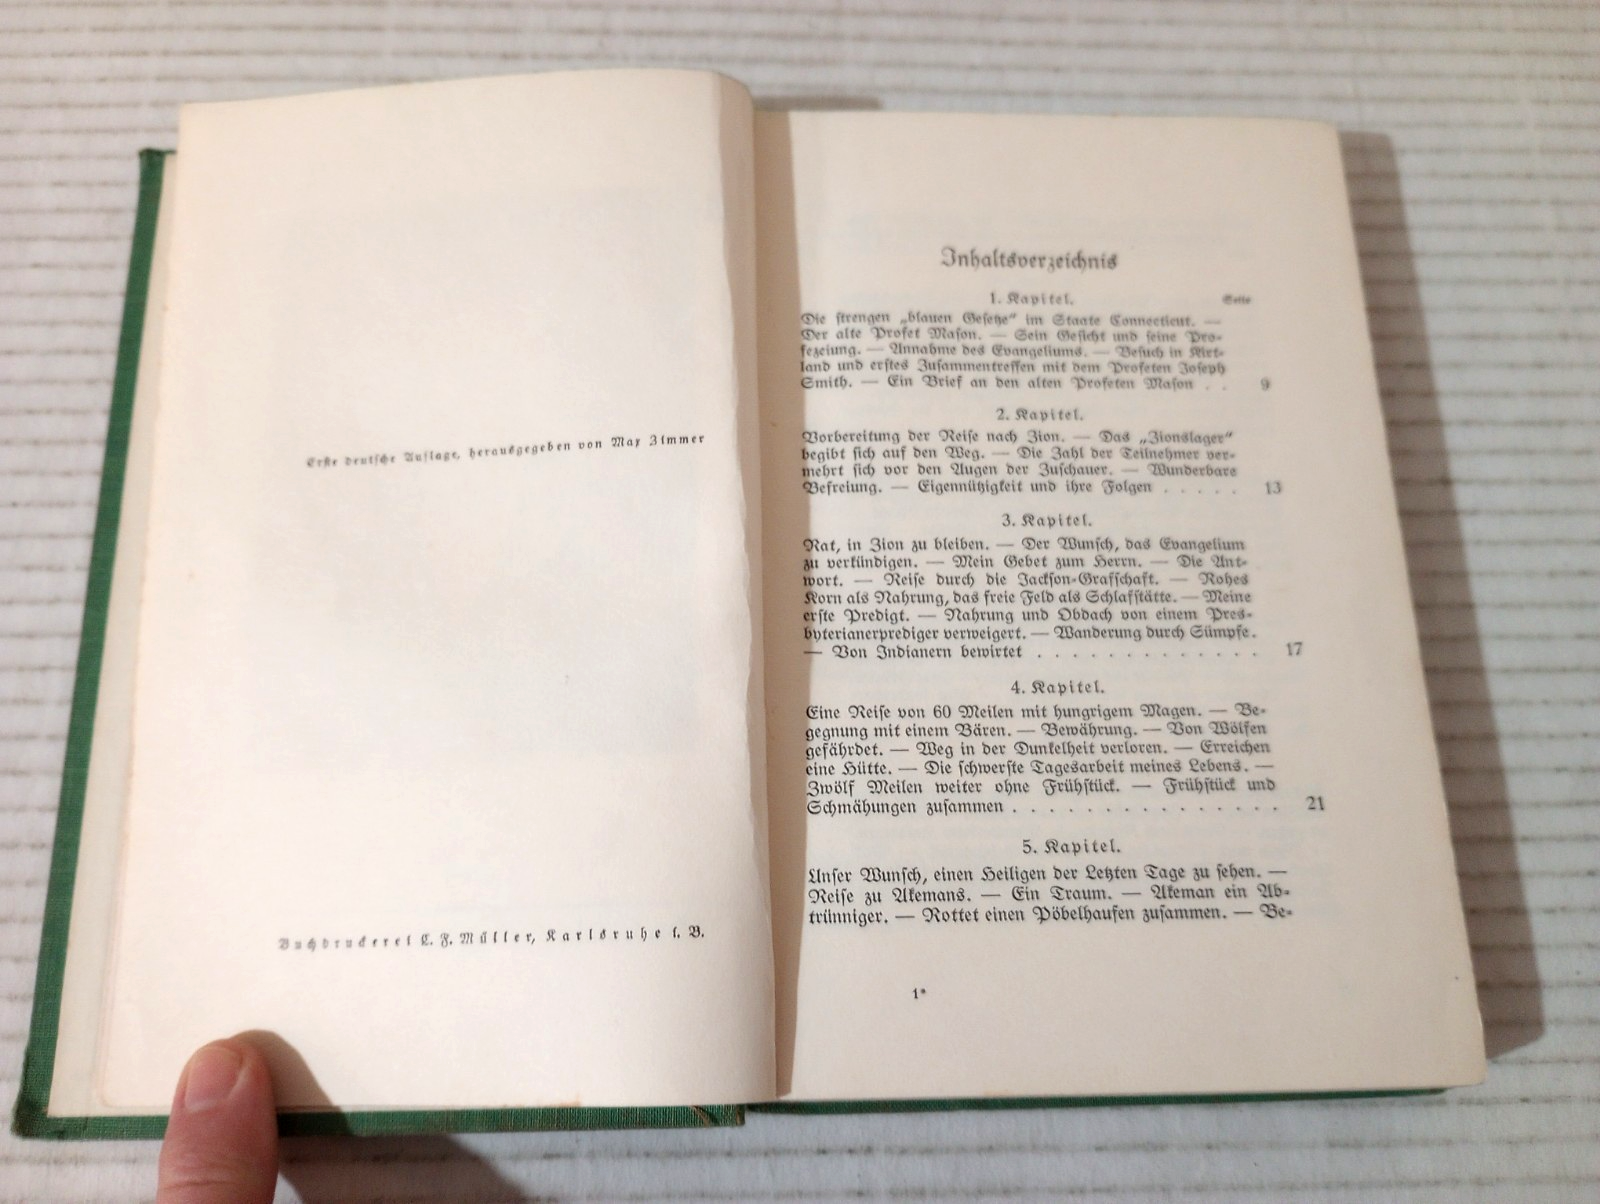 Erste deutsche Auflage, herausgegeben von Max Zimmer
Buchdruckerei C. F. Müller, Karlsruhe i. B.
Inhaltsverzeichnis
1. Kapitel.
Seite
Die strengen „blauen Gesetze“ im Staate Connecticut. —
Der alte Profet Mason. — Sein Gesicht und seine Pro-
fezeiung. — Annahme des Evangeliums. — Besuch in Kirt-
land und erstes Zusammentreffen mit dem Profeten Joseph
Smith. — Ein Brief an den alten Profeten Mason . . 9
2. Kapitel.
Vorbereitung der Reise nach Zion. — Das „Zionslager“
begibt sich auf den Weg. — Die Zahl der Teilnehmer ver-
mehrt sich vor den Augen der Zuschauer. — Wunderbare
Befreiung. — Eigennützigkeit und ihre Folgen . . . . . 13
3. Kapitel.
Rat, in Zion zu bleiben. — Der Wunsch, das Evangelium
zu verkündigen. — Mein Gebet zum Herrn. — Die Ant-
wort. — Reise durch die Jackson-Grafschaft. — Rohes
Korn als Nahrung, das freie Feld als Schlafstätte. — Meine
erste Predigt. — Nahrung und Obdach von einem Pres-
byterianerprediger verweigert. — Wanderung durch Sümpfe.
— Von Indianern bewirtet . . . . . . . . . . . . . 17
4. Kapitel.
Eine Reise von 60 Meilen mit hungrigem Magen. — Be-
gegnung mit einem Bären. — Bewährung. — Von Wölfen
gefährdet. — Weg in der Dunkelheit verloren. — Erreichen
eine Hütte. — Die schwerste Tagesarbeit meines Lebens. —
Zwölf Meilen weiter ohne Frühstück. — Frühstück und
Schmähungen zusammen . . . . . . . . . . . . . . . 21
5. Kapitel.
Unser Wunsch, einen Heiligen der Letzten Tage zu sehen. —
Reise zu Akemans. — Ein Traum. — Akeman ein Ab-
trünniger. — Rottet einen Pöbelhaufen zusammen. — Be-
1*